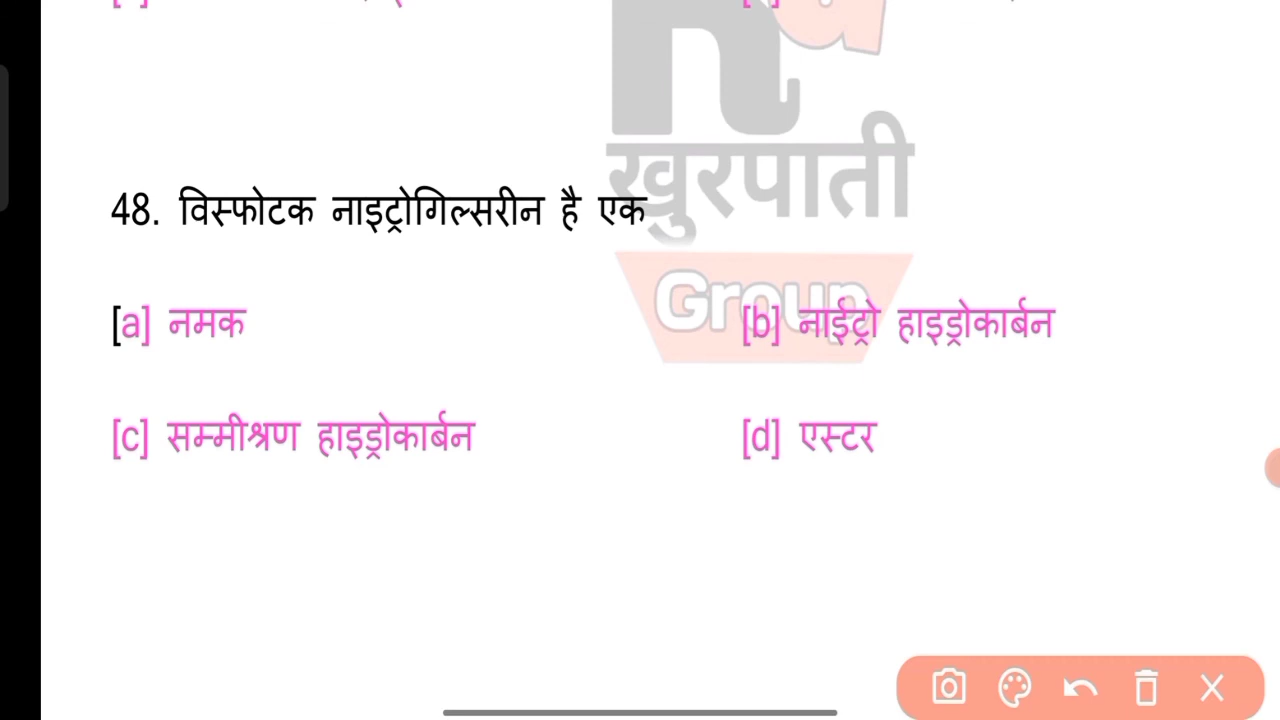 खुरपाती
48. विस्फोटक नाइट्रोगिल्सरीन है एक
Group
[a] नमक [b] नाईट्रो हाइड्रोकार्बन
[c] सम्मीश्रण हाइड्रोकार्बन [d] एस्टर